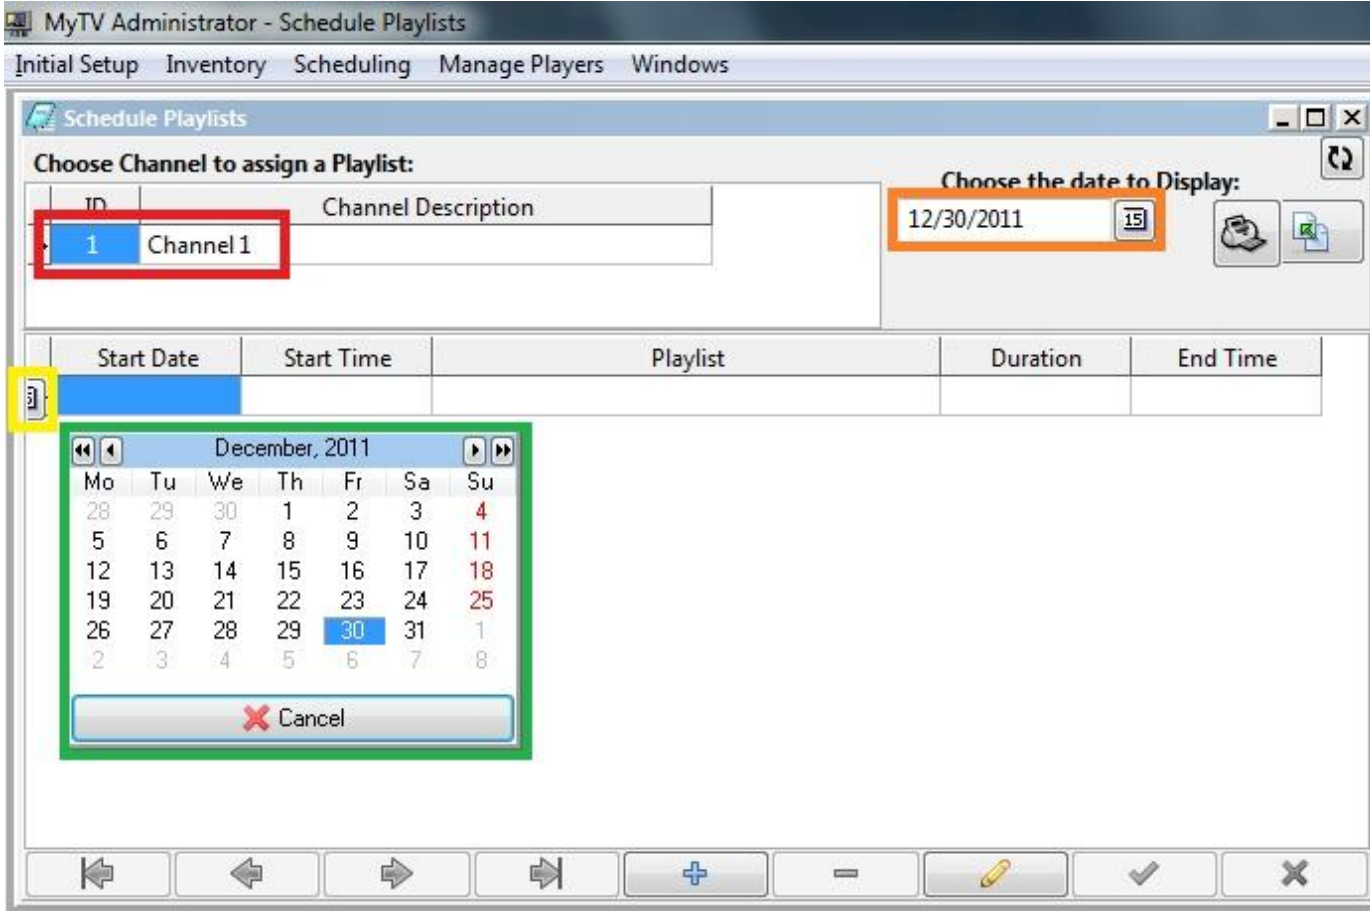 MyTV Administrator - Schedule Playlists
Initial Setup Inventory Scheduling Manage Players Windows
Schedule Playlists
Choose Channel to assign a Playlist:
Choose the date to Display:
ID Channel Description
12/30/2011 15
1 Channel 1
Start Date Start Time Playlist Duration End Time
December, 2011
Mo Tu We Th Fr Sa Su
28 29 30 1 2 3 4
5 6 7 8 9 10 11
12 13 14 15 16 17 18
19 20 21 22 23 24 25
26 27 28 29 30 31 1
2 3 4 5 6 7 8
Cancel